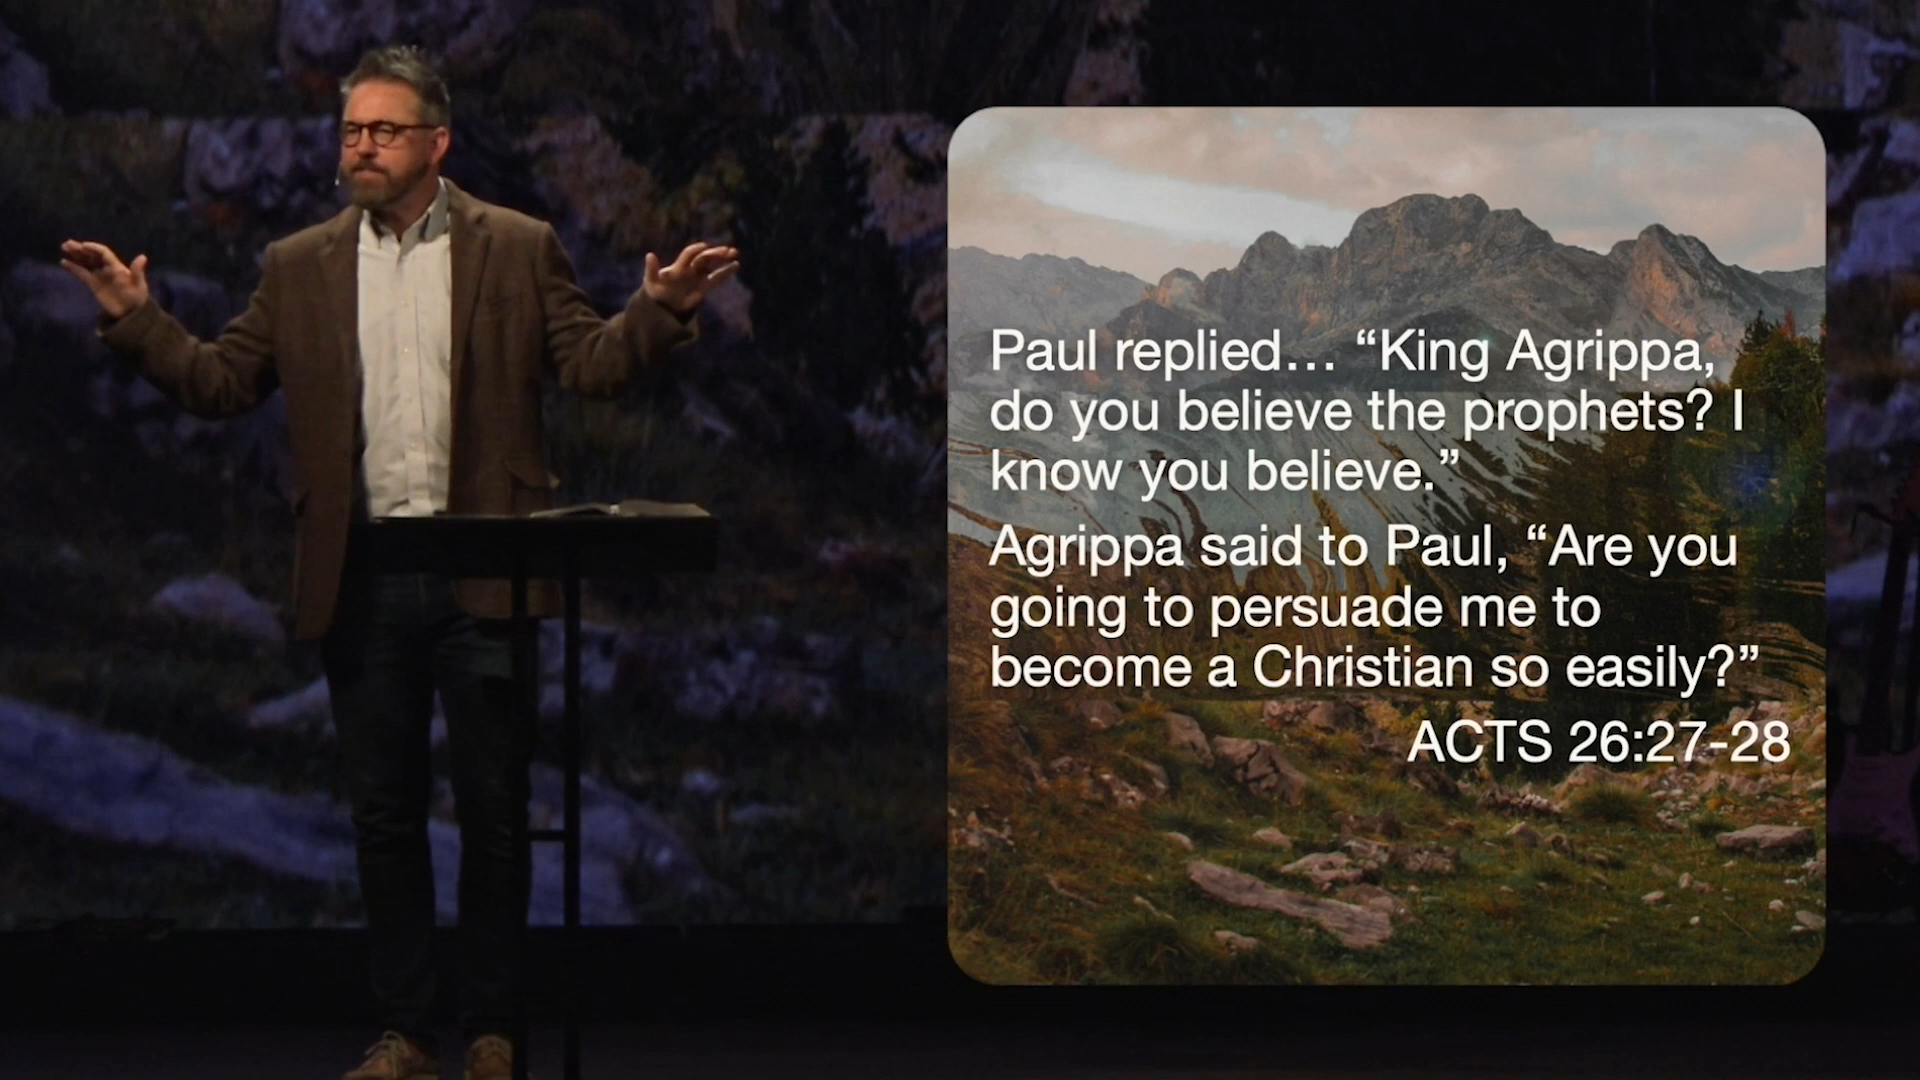 Paul replied… “King Agrippa,
do you believe the prophets? I
know you believe.”
Agrippa said to Paul, “Are you
going to persuade me to
become a Christian so easily?”
ACTS 26:27-28